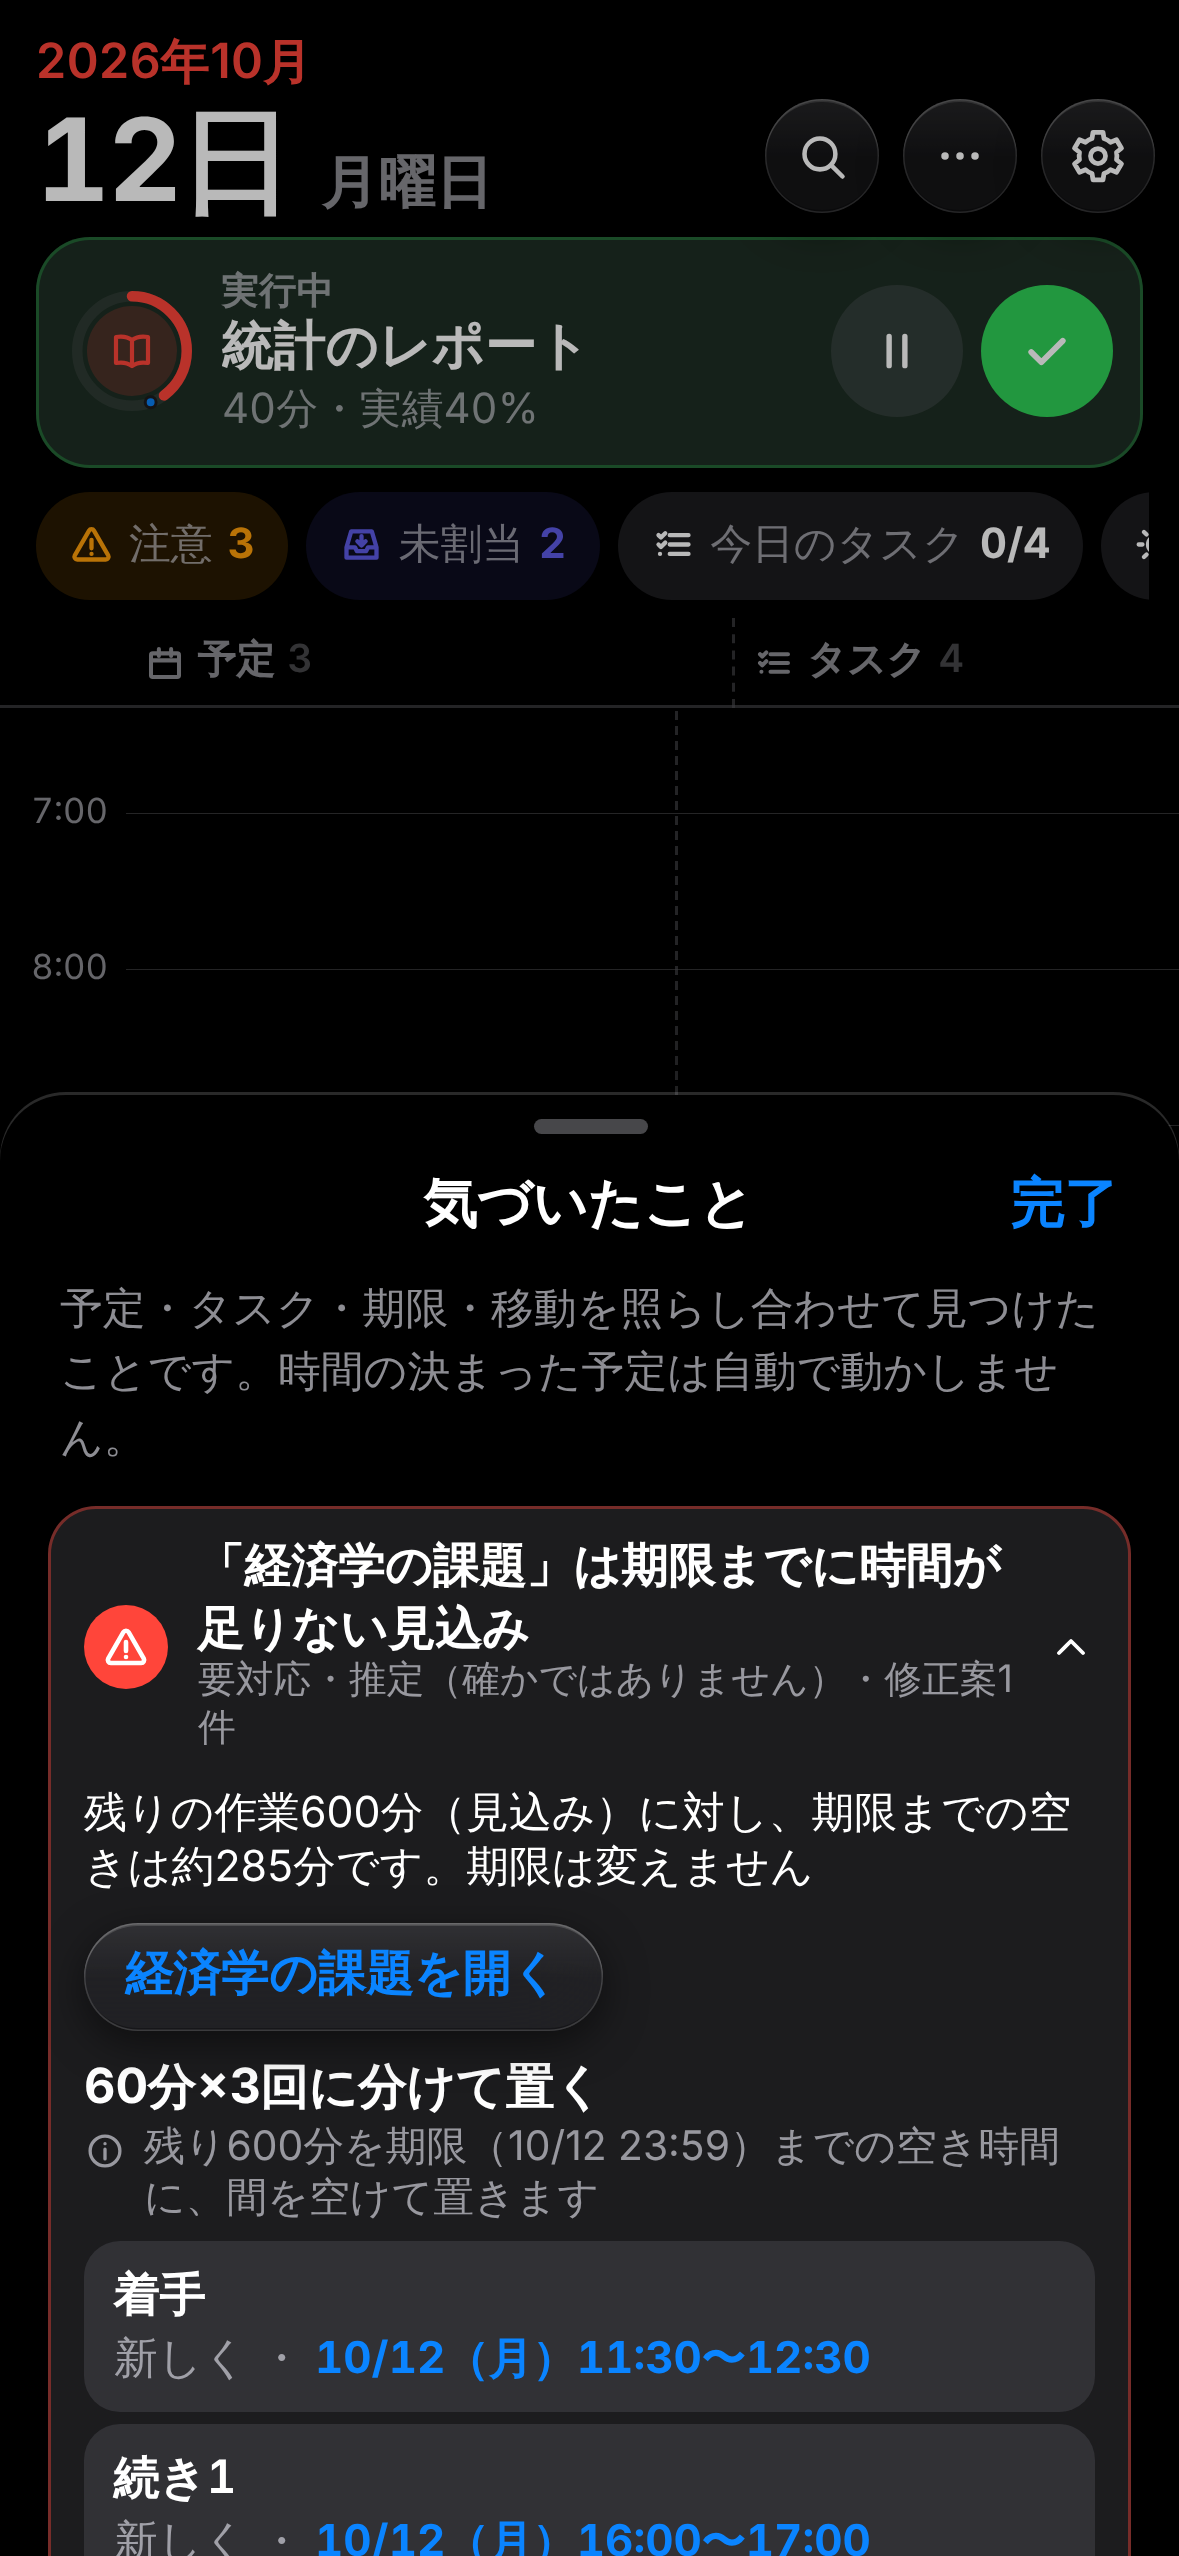 2026年10月
12日 月曜日
実行中
統計のレポート
40分・実績40%
注意 3 未割当 2 今日のタスク 0/4
予定 3 タスク 4
7:00
8:00
気づいたこと 完了
予定・タスク・期限・移動を照らし合わせて見つけた
ことです。時間の決まった予定は自動で動かしませ
ん。
「経済学の課題」は期限までに時間が
足りない見込み
要対応・推定（確かではありません）・修正案1
件
残りの作業600分（見込み）に対し、期限までの空
きは約285分です。期限は変えません
経済学の課題を開く
60分×3回に分けて置く
残り600分を期限（10/12 23:59）までの空き時間
に、間を空けて置きます
着手
新しく ・ 10/12（月）11:30〜12:30
続き1
新しく ・ 10/12（月）16:00〜17:00